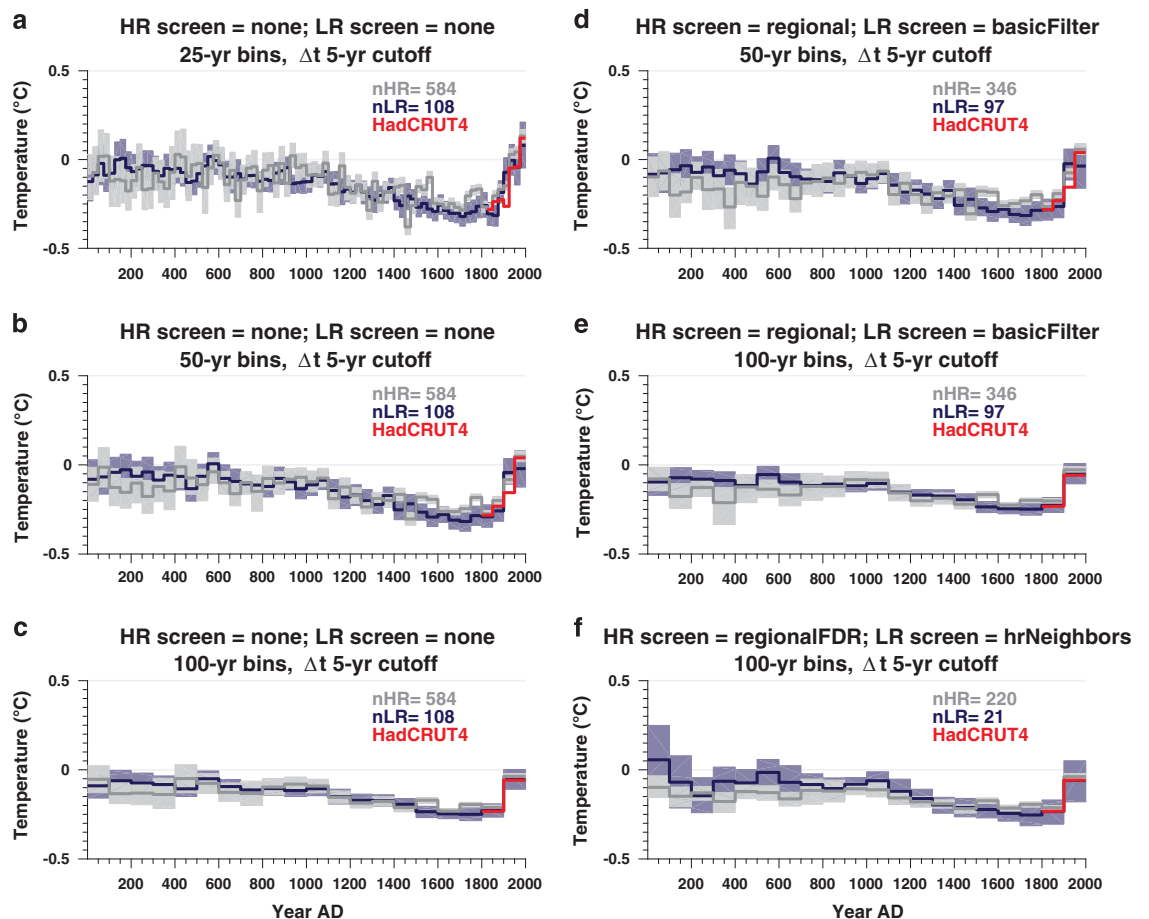 a
HR screen = none; LR screen = none
25-yr bins, Δt 5-yr cutoff
0.5
0
-0.5
Temperature (°C)
nHR= 584
nLR= 108
HadCRUT4
200 400 600 800 1000 1200 1400 1600 1800 2000
b
HR screen = none; LR screen = none
50-yr bins, Δt 5-yr cutoff
0.5
0
-0.5
Temperature (°C)
nHR= 584
nLR= 108
HadCRUT4
200 400 600 800 1000 1200 1400 1600 1800 2000
c
HR screen = none; LR screen = none
100-yr bins, Δt 5-yr cutoff
0.5
0
-0.5
Temperature (°C)
nHR= 584
nLR= 108
HadCRUT4
200 400 600 800 1000 1200 1400 1600 1800 2000
Year AD
d
HR screen = regional; LR screen = basicFilter
50-yr bins, Δt 5-yr cutoff
0.5
0
-0.5
Temperature (°C)
nHR= 346
nLR= 97
HadCRUT4
200 400 600 800 1000 1200 1400 1600 1800 2000
e
HR screen = regional; LR screen = basicFilter
100-yr bins, Δt 5-yr cutoff
0.5
0
-0.5
Temperature (°C)
nHR= 346
nLR= 97
HadCRUT4
200 400 600 800 1000 1200 1400 1600 1800 2000
f
HR screen = regionalFDR; LR screen = hrNeighbors
100-yr bins, Δt 5-yr cutoff
0.5
0
-0.5
Temperature (°C)
nHR= 220
nLR= 21
HadCRUT4
200 400 600 800 1000 1200 1400 1600 1800 2000
Year AD